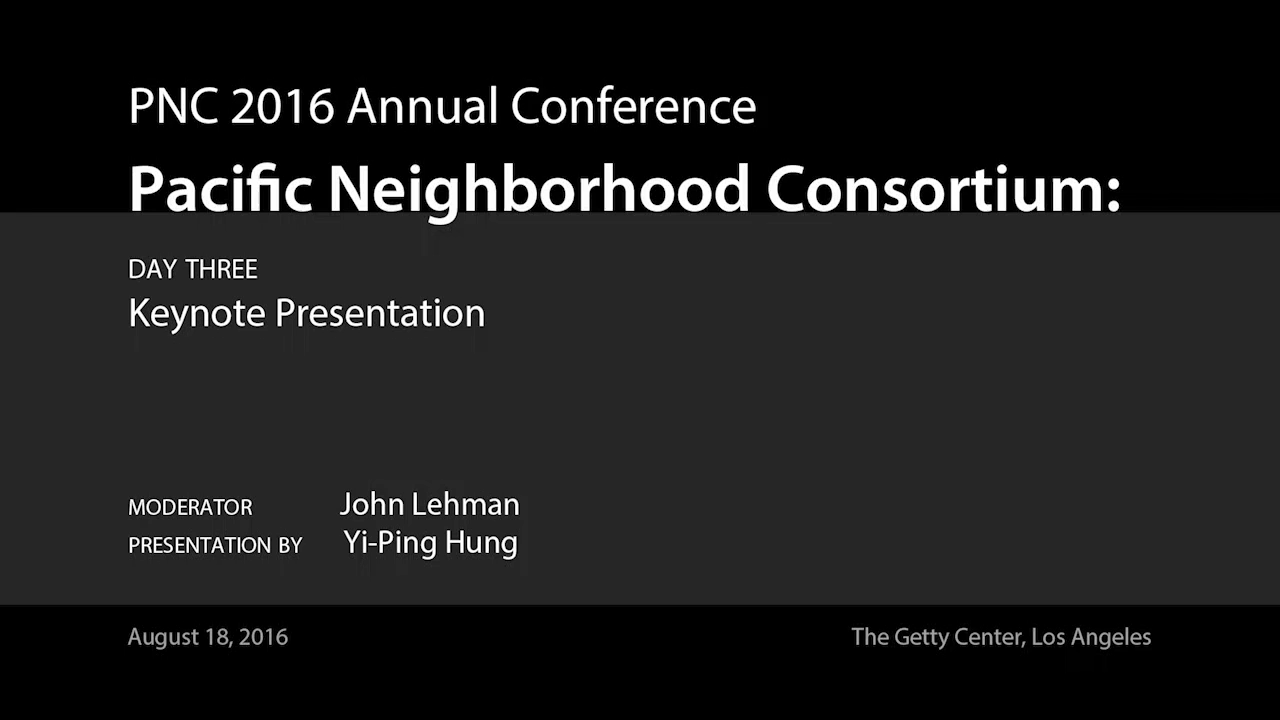 PNC 2016 Annual Conference
Pacific Neighborhood Consortium:
DAY THREE
Keynote Presentation
MODERATOR John Lehman
PRESENTATION BY Yi-Ping Hung
August 18, 2016 The Getty Center, Los Angeles